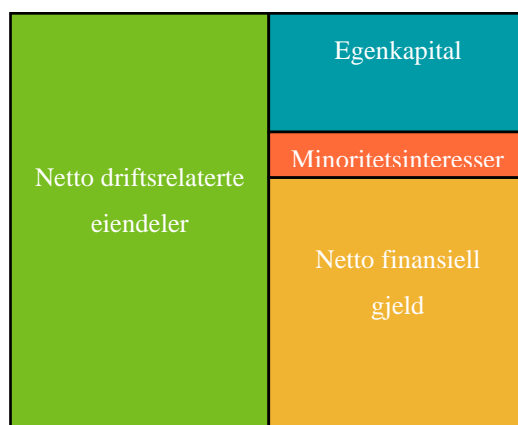 Netto driftsrelaterte
eiendeler
Egenkapital
Minoritetsinteresser
Netto finansiell
gjeld